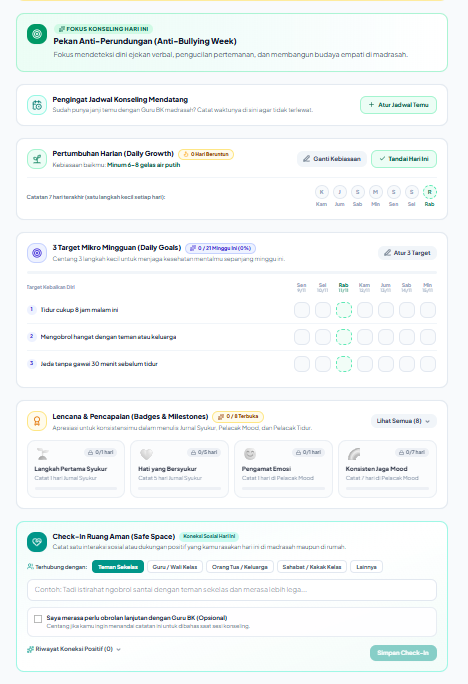 FOKUS KONSELING HARI INI
Pekan Anti-Perundungan (Anti-Bullying Week)
Fokus mendeteksi dini ejekan verbal, pengucilan pertemanan, dan membangun budaya empati di madrasah.
Pengingat Jadwal Konseling Mendatang
Sudah punya janji temu dengan Guru BK madrasah? Catat waktunya di sini agar tidak terlewat.
+ Atur Jadwal Temu
Pertumbuhan Harian (Daily Growth) 0 Hari Beruntun
Kebiasaan baikmu: Minum 6-8 gelas air putih
Ganti Kebiasaan
Tandai Hari Ini
Catatan 7 hari terakhir (satu langkah kecil setiap hari):
K J S M S S R
Kam Jum Sab Min Sen Sel Rab
3 Target Mikro Mingguan (Daily Goals) 0 / 21 Minggu Ini (0%)
Centang 3 langkah kecil untuk menjaga kesehatan mentalmu sepanjang minggu ini.
Atur 3 Target
Target Kebaikan Diri
Sen Sel Rab Kam Jum Sab Min
1 Tidur cukup 8 jam malam ini
2 Mengobrol hangat dengan teman atau keluarga
3 Jeda tanpa gawai 30 menit sebelum tidur
Lencana & Pencapaian (Badges & Milestones) 0 / 8 Terbuka
Apresiasi untuk konsistensimu dalam menulis Jurnal Syukur, Pelacak Mood, dan Pelacak Tidur.
Lihat Semua (8)
0/1 hari
Langkah Pertama Syukur
Catat 1 hari Jurnal Syukur
0/5 hari
Hati yang Bersyukur
Catat 5 hari Jurnal Syukur
0/1 hari
Pengamat Emosi
Catat 1 hari di Pelacak Mood
0/7 hari
Konsisten Jaga Mood
Catat 7 hari di Pelacak Mood
Check-in Ruang Aman (Safe Space) Koneksi Sosial Hari Ini
Catat satu interaksi sosial atau dukungan positif yang kamu rasakan hari ini di madrasah maupun di rumah.
Terhubung dengan: Teman Sekelas Guru / Wali Kelas Orang Tua / Keluarga Sahabat / Kakak Kelas Lainnya
Contoh: Tadi istirahat ngobrol santai dengan teman sekelas dan merasa lebih lega...
Saya merasa perlu obrolan lanjutan dengan Guru BK (Opsional)
Centang jika kamu ingin menandai catatan ini untuk dibahas saat sesi konseling.
Riwayat Koneksi Positif (0)
Simpan Check-in